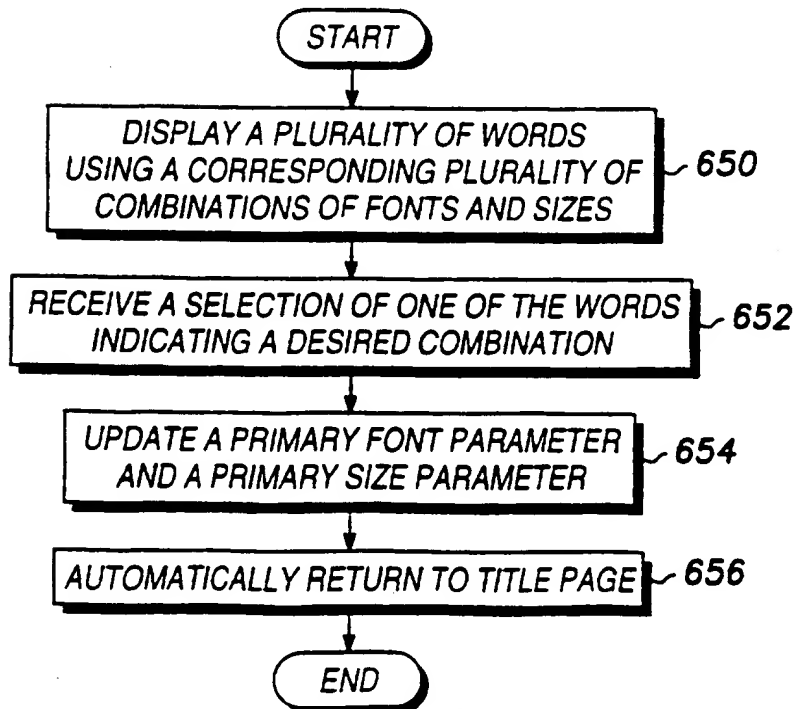 START
DISPLAY A PLURALITY OF WORDS
USING A CORRESPONDING PLURALITY OF
COMBINATIONS OF FONTS AND SIZES
650
RECEIVE A SELECTION OF ONE OF THE WORDS
INDICATING A DESIRED COMBINATION
652
UPDATE A PRIMARY FONT PARAMETER
AND A PRIMARY SIZE PARAMETER
654
AUTOMATICALLY RETURN TO TITLE PAGE
656
END